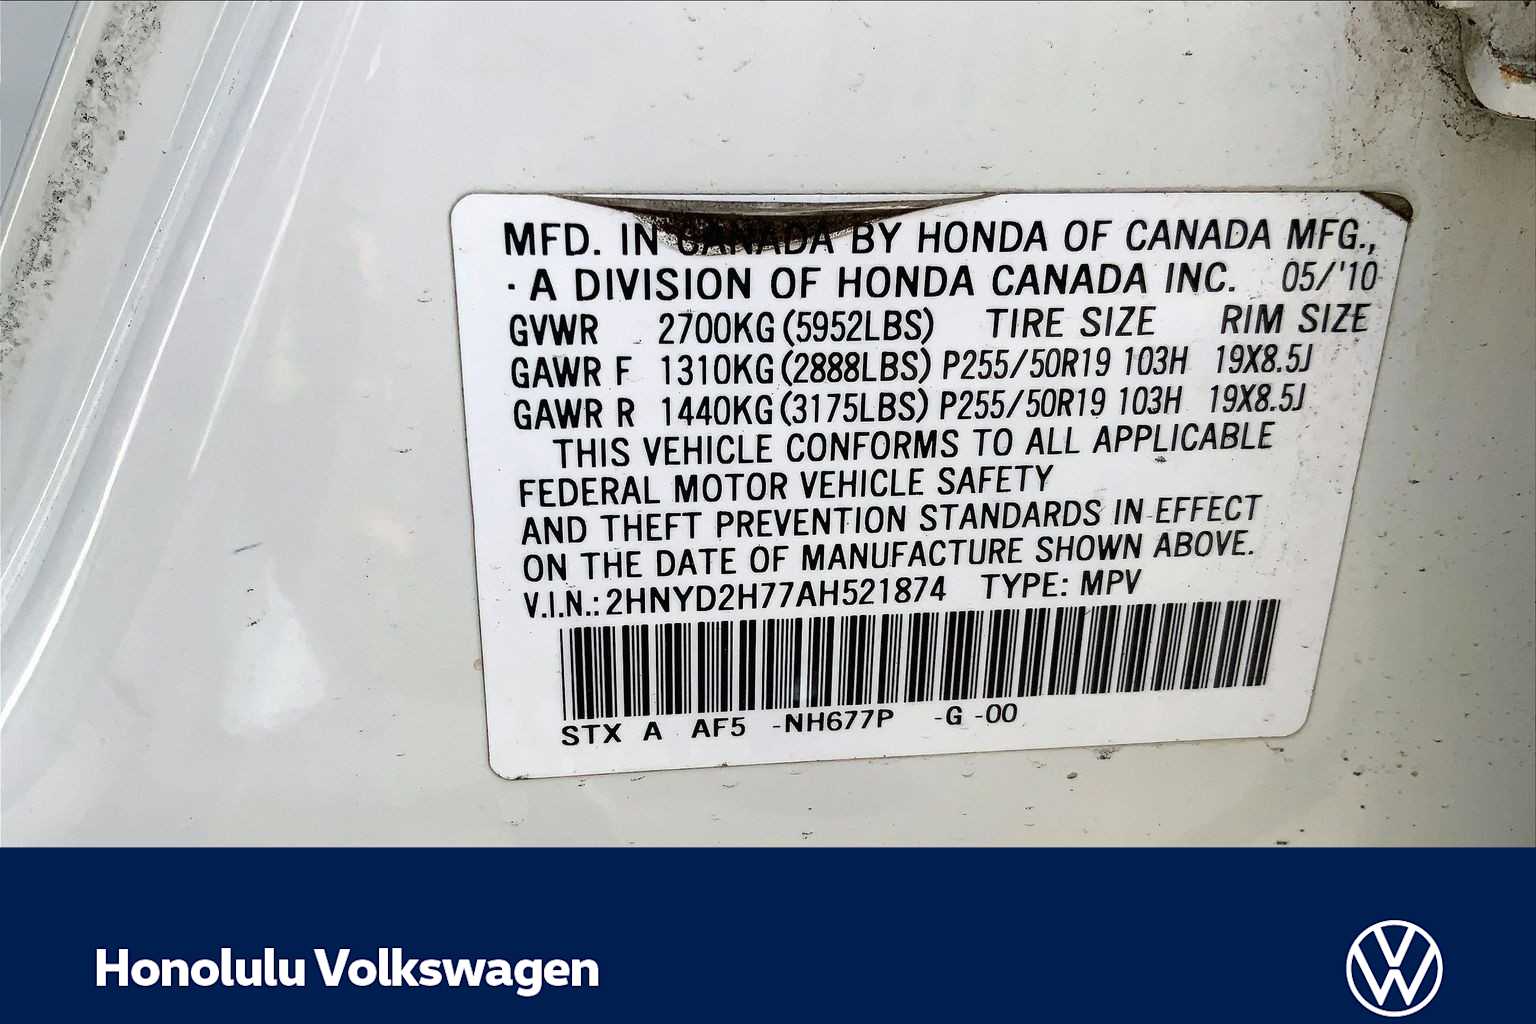 MFD. IN CANADA BY HONDA OF CANADA MFG.,
· A DIVISION OF HONDA CANADA INC. 05/'10
GVWR 2700KG (5952LBS) TIRE SIZE RIM SIZE
GAWR F 1310KG (2888LBS) P255/50R19 103H 19X8.5J
GAWR R 1440KG (3175LBS) P255/50R19 103H 19X8.5J
THIS VEHICLE CONFORMS TO ALL APPLICABLE
FEDERAL MOTOR VEHICLE SAFETY
AND THEFT PREVENTION STANDARDS IN EFFECT
ON THE DATE OF MANUFACTURE SHOWN ABOVE.
V.I.N.: 2HNYD2H77AH521874 TYPE: MPV
STX A AF5 -NH677P -G -00
Honolulu Volkswagen